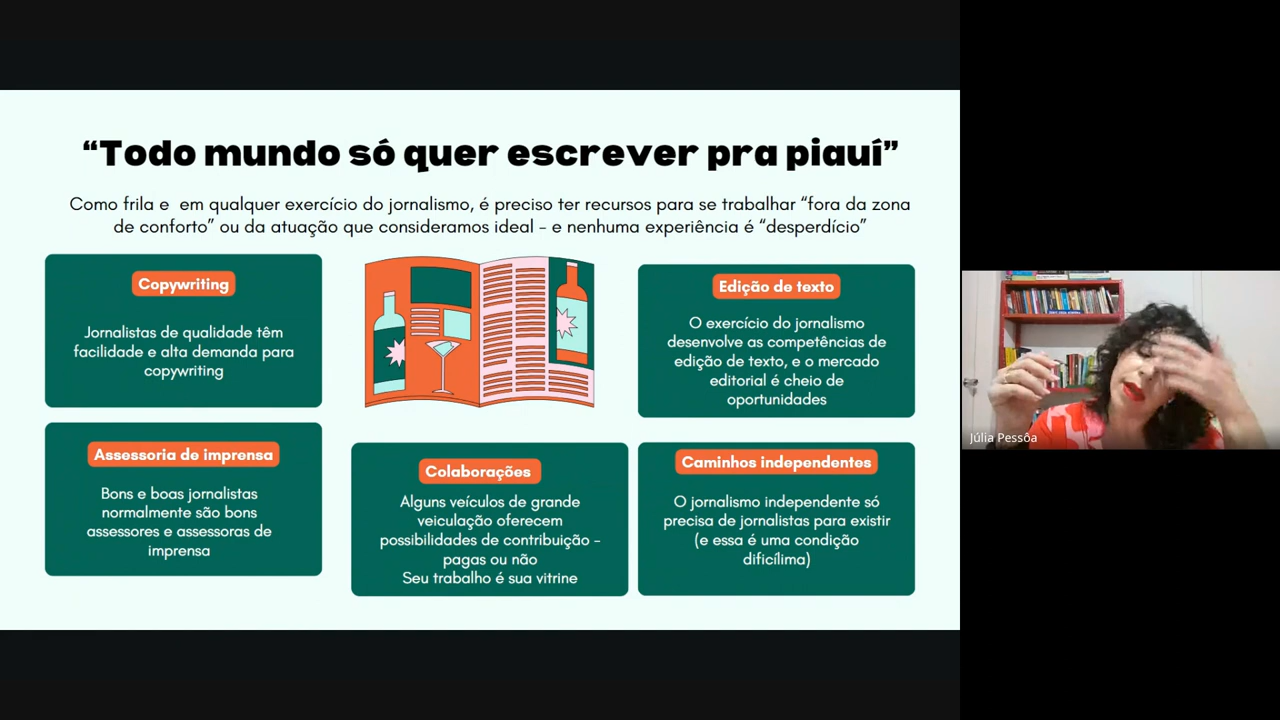 “Todo mundo só quer escrever pra piauí”
Como frila e em qualquer exercício do jornalismo, é preciso ter recursos para se trabalhar “fora da zona
de conforto” ou da atuação que consideramos ideal - e nenhuma experiência é “desperdício”
Copywriting
Jornalistas de qualidade têm
facilidade e alta demanda para
copywriting
Edição de texto
O exercício do jornalismo
desenvolve as competências de
edição de texto, e o mercado
editorial é cheio de
oportunidades
Assessoria de imprensa
Bons e boas jornalistas
normalmente são bons
assessores e assessoras de
imprensa
Colaborações
Alguns veículos de grande
veiculação oferecem
possibilidades de contribuição -
pagas ou não
Seu trabalho é sua vitrine
Caminhos independentes
O jornalismo independente só
precisa de jornalistas para existir
(e essa é uma condição
dificílima)
Júlia Pessôa